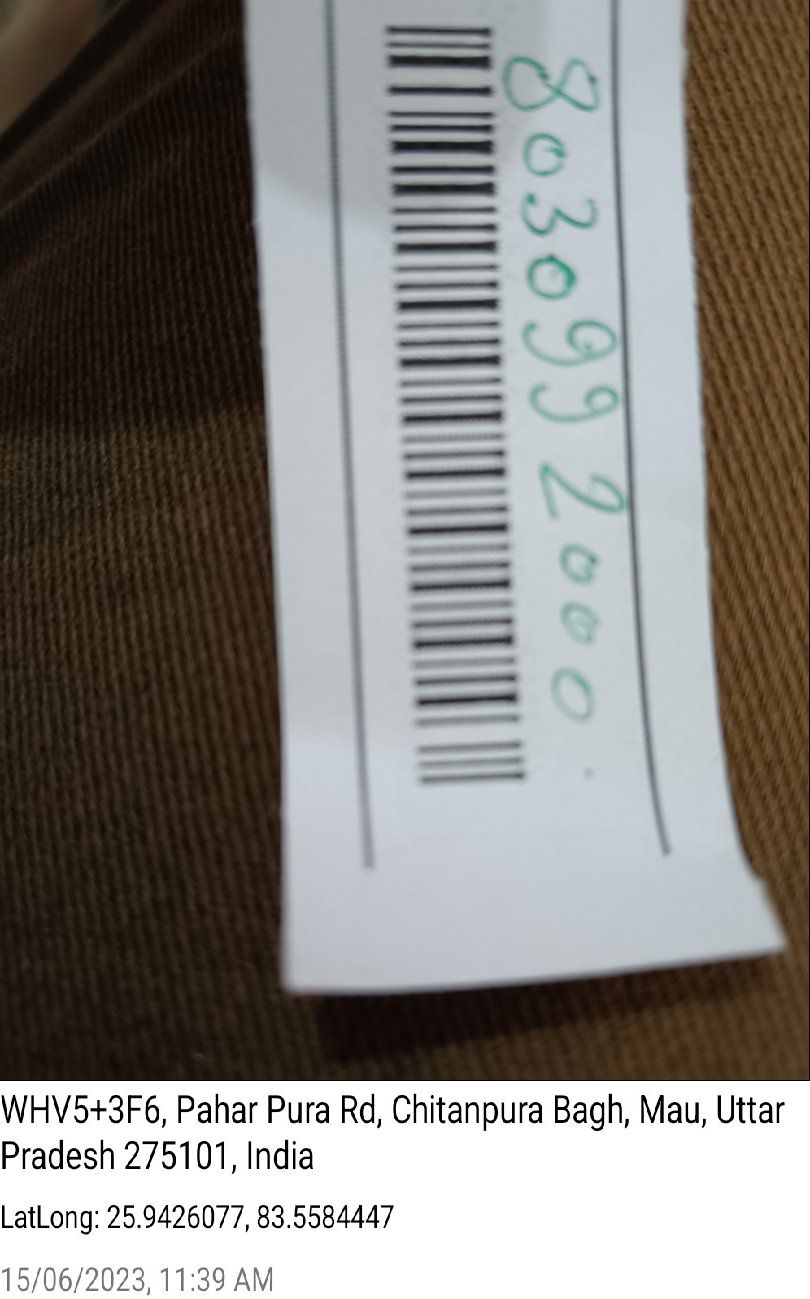 8030992000
WHV5+3F6, Pahar Pura Rd, Chitanpura Bagh, Mau, Uttar
Pradesh 275101, India
LatLong: 25.9426077, 83.5584447
15/06/2023, 11:39 AM